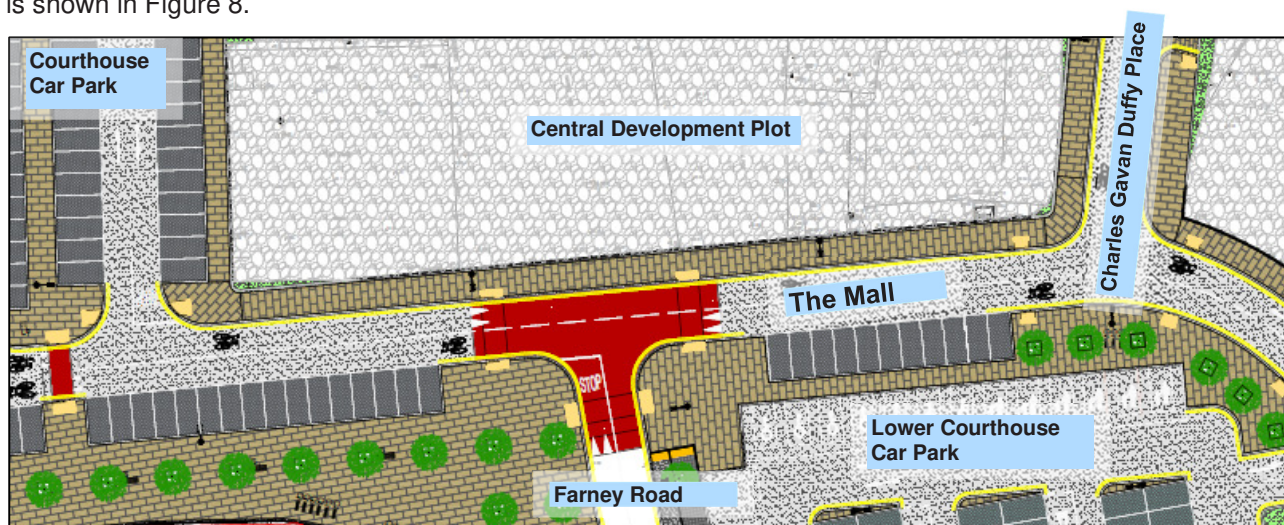 is shown in Figure 8.
Courthouse
Car Park
Central Development Plot
Charles Gavan Duffy Place
The Mall
STOP
Lower Courthouse
Car Park
Farney Road